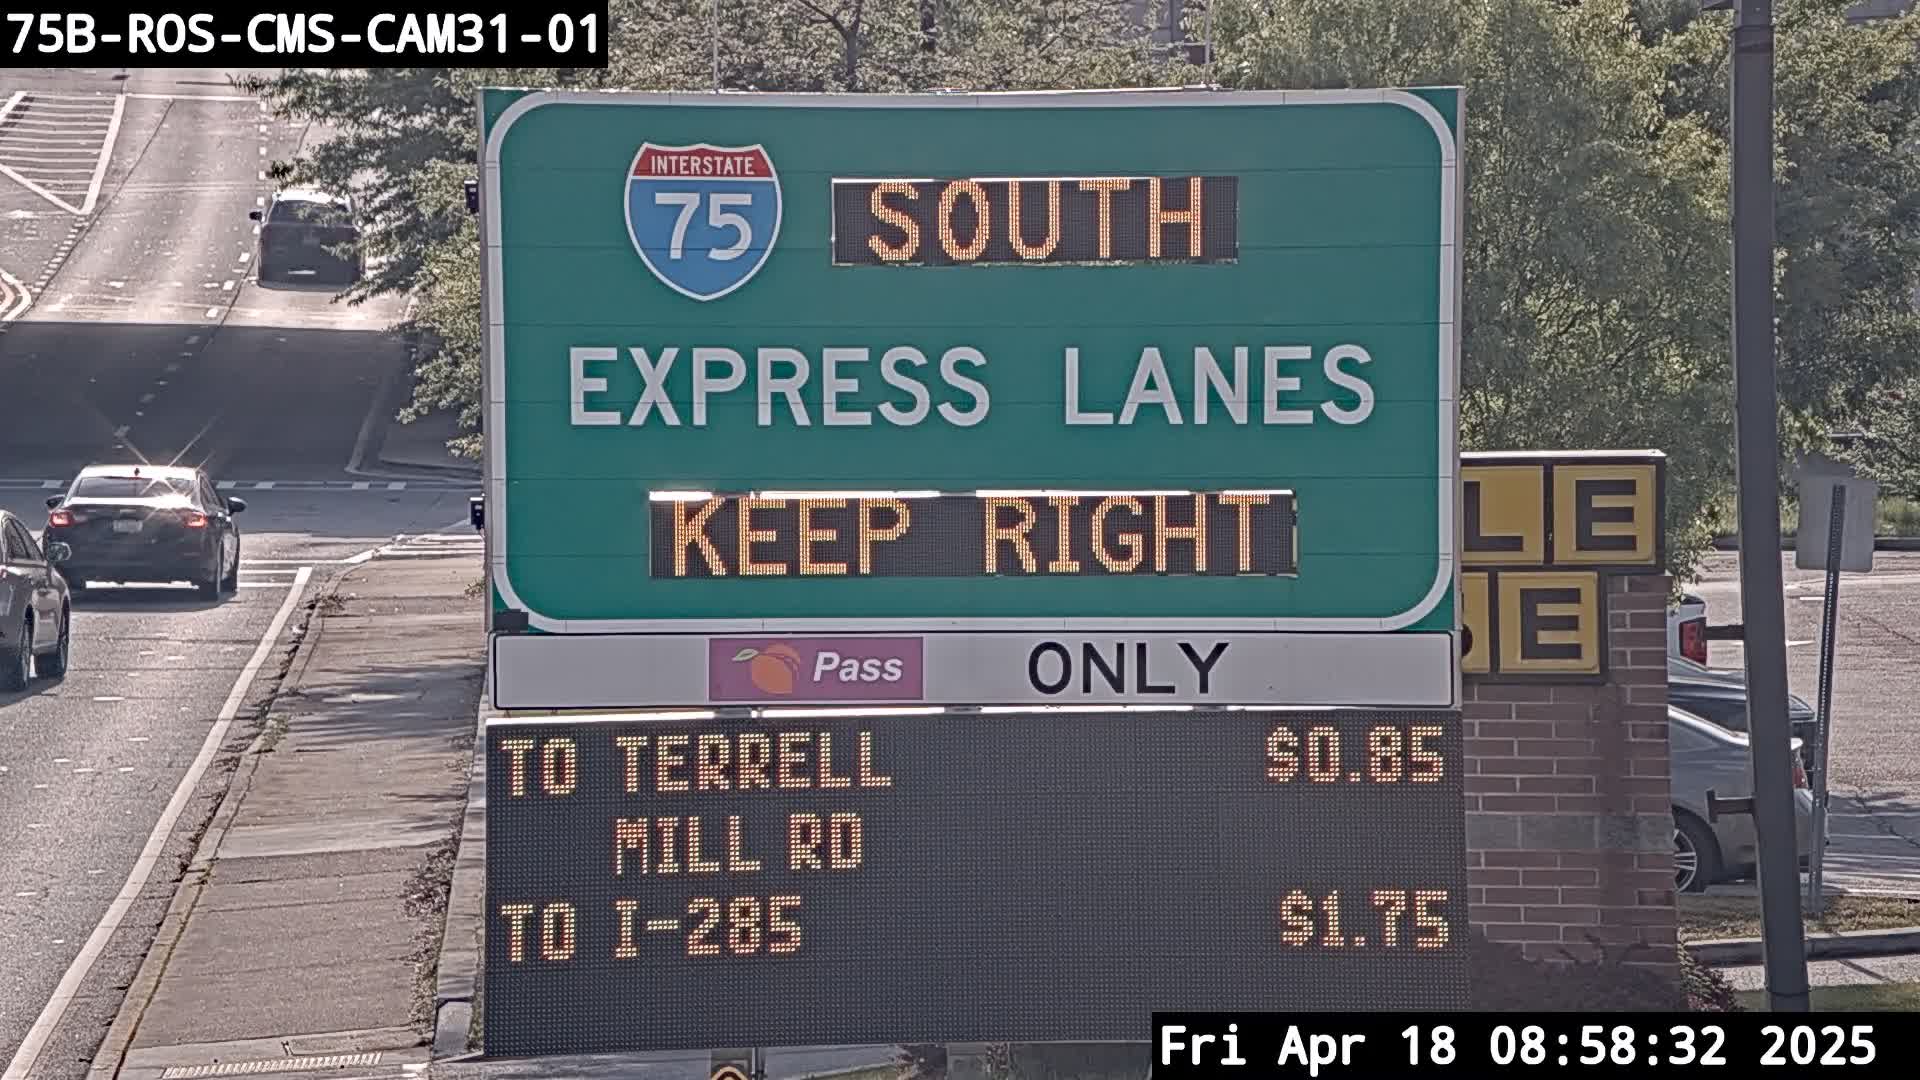 75B-ROS-CMS-CAM31-01
INTERSTATE
75
SOUTH
EXPRESS LANES
KEEP RIGHT
Pass ONLY
TO TERRELL $0.85
MILL RD
TO I-285 $1.75
LE
E
Fri Apr 18 08:58:32 2025